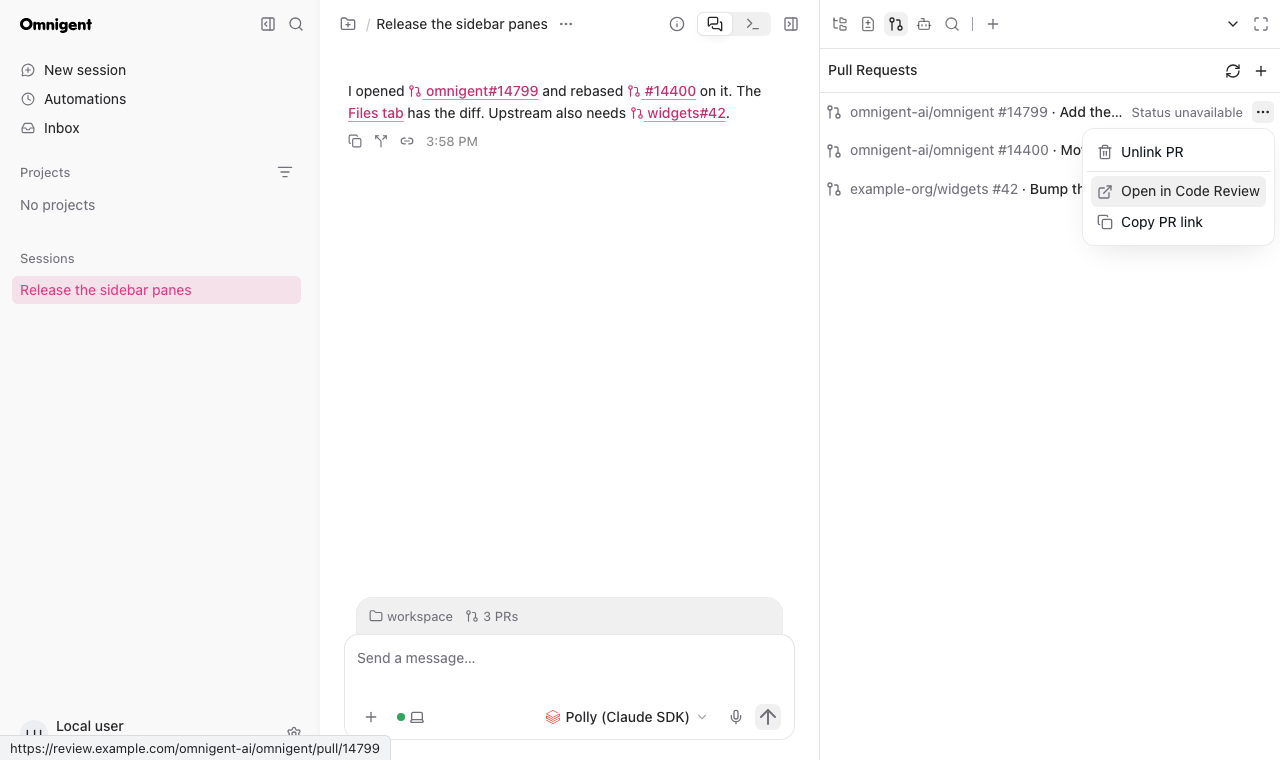 Omnigent
New session
Automations
Inbox
Projects
No projects
Sessions
Release the sidebar panes
Local user
https://review.example.com/omnigent-ai/omnigent/pull/14799
/ Release the sidebar panes
I opened omnigent#14799 and rebased #14400 on it. The
Files tab has the diff. Upstream also needs widgets#42.
3:58 PM
workspace 3 PRs
Send a message…
Polly (Claude SDK)
Pull Requests
omnigent-ai/omnigent #14799 · Add the... Status unavailable
omnigent-ai/omnigent #14400 ·
example-org/widgets #42 · Bump
Unlink PR
Open in Code Review
Copy PR link